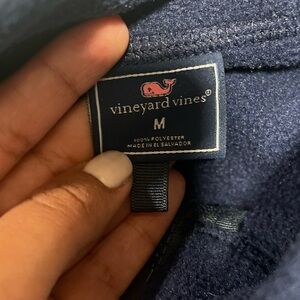 vineyard vines®
M
100% POLYESTER
MADE IN EL SALVADOR